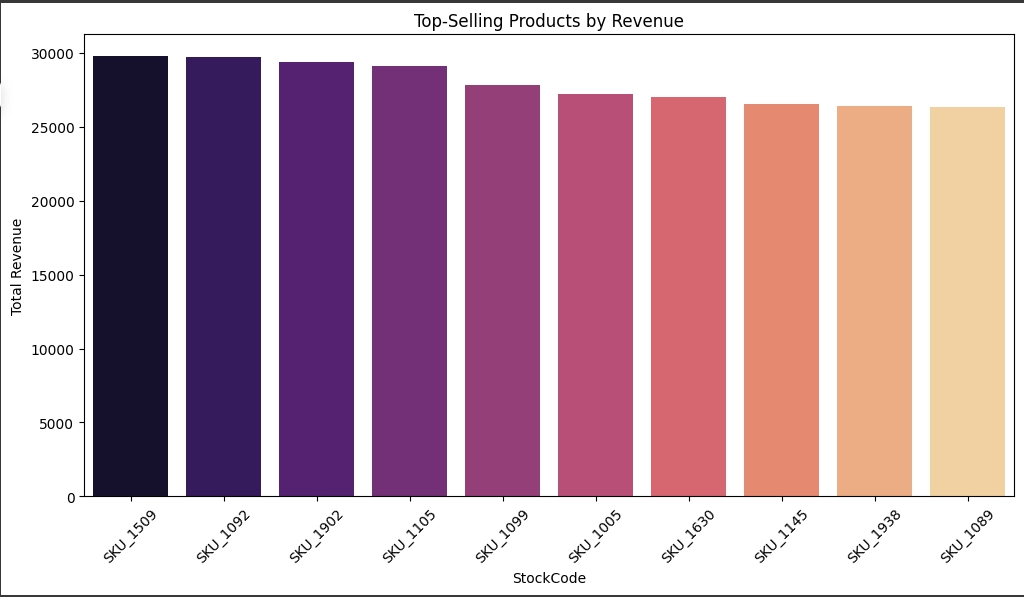 Top-Selling Products by Revenue
Total Revenue
30000
25000
20000
15000
10000
5000
0
SKU_1509
SKU_1092
SKU_1902
SKU_1105
SKU_1099
SKU_1005
SKU_1630
SKU_1145
SKU_1938
SKU_1089
StockCode